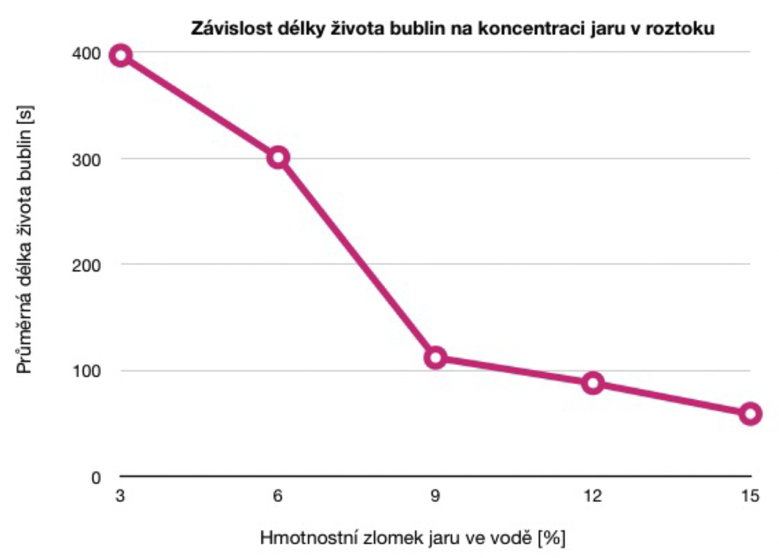 Závislost délky života bublin na koncentraci jaru v roztoku
Průměrná délka života bublin [s]
400
300
200
100
0
3 6 9 12 15
Hmotnostní zlomek jaru ve vodě [%]